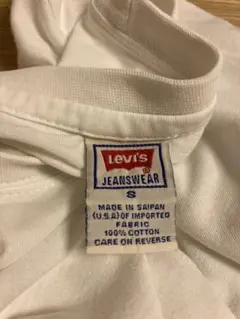 Levi's
JEANSWEAR
S
MADE IN SAIPAN
(U.S.A) OF IMPORTED
FABRIC
100% COTTON
CARE ON REVERSE